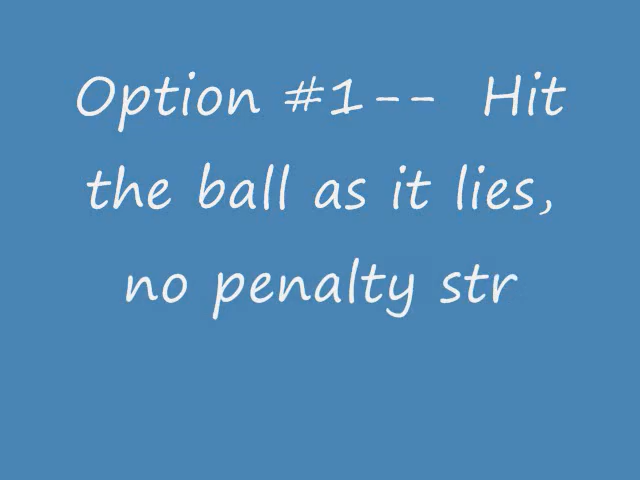 Option #1-- Hit
the ball as it lies,
no penalty str